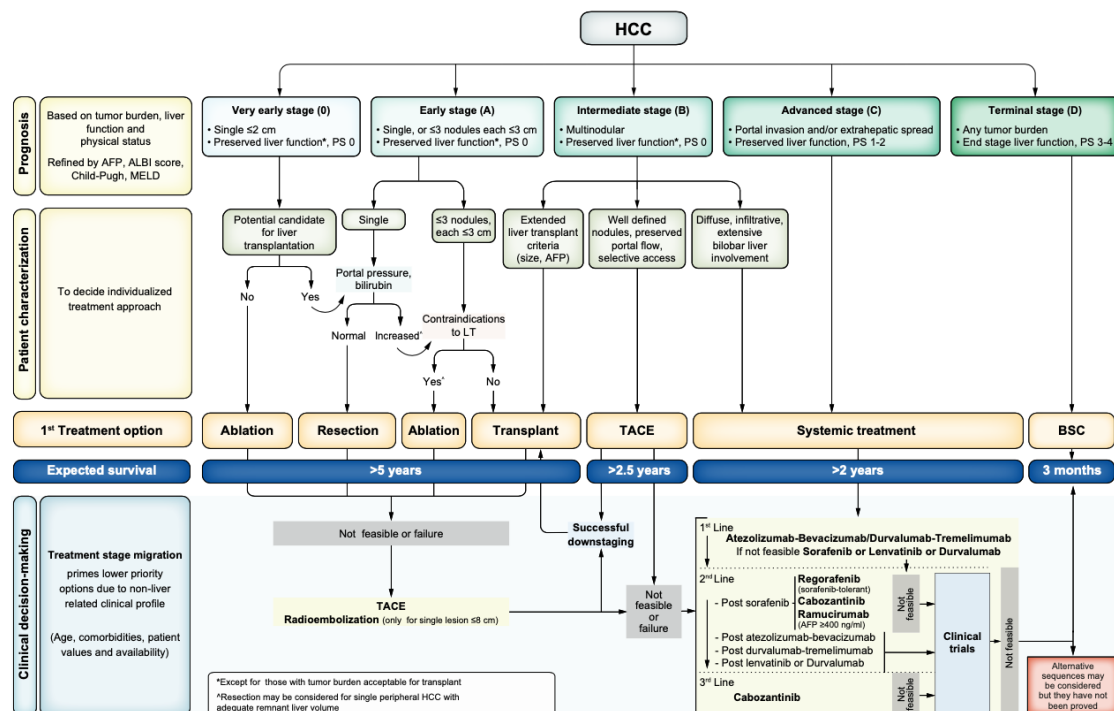 HCC
Prognosis
Based on tumor burden, liver
function and
physical status
Refined by AFP, ALBI score,
Child-Pugh, MELD
Very early stage (0)
• Single ≤2 cm
• Preserved liver function*, PS 0
Early stage (A)
• Single, or ≤3 nodules each ≤3 cm
• Preserved liver function*, PS 0
Intermediate stage (B)
• Multinodular
• Preserved liver function*, PS 0
Advanced stage (C)
• Portal invasion and/or extrahepatic spread
• Preserved liver function, PS 1-2
Terminal stage (D)
• Any tumor burden
• End stage liver function, PS 3-4
Patient characterization
To decide individualized
treatment approach
Potential candidate
for liver
transplantation
Single
≤3 nodules,
each ≤3 cm
Extended
liver transplant
criteria
(size, AFP)
Well defined
nodules, preserved
portal flow,
selective access
Diffuse, infiltrative,
extensive
bilobar liver
involvement
No
Yes
Portal pressure,
bilirubin
Normal
Increased^
Contraindications
to LT
Yes^
No
1st Treatment option
Ablation
Resection
Ablation
Transplant
TACE
Systemic treatment
BSC
Expected survival
>5 years
>2.5 years
>2 years
3 months
Clinical decision-making
Treatment stage migration
primes lower priority
options due to non-liver
related clinical profile
(Age, comorbidities, patient
values and availability)
Not feasible or failure
Successful
downstaging
TACE
Radioembolization (only for single lesion ≤8 cm)
Not
feasible
or
failure
1st Line
Atezolizumab-Bevacizumab/Durvalumab-Tremelimumab
If not feasible Sorafenib or Lenvatinib or Durvalumab
2nd Line
- Post sorafenib
Regorafenib
(sorafenib-tolerant)
Cabozantinib
Ramucirumab
(AFP ≥400 ng/ml)
Not
feasible
- Post atezolizumab-bevacizumab
- Post durvalumab-tremelimumab
- Post lenvatinib or Durvalumab
3rd Line
Cabozantinib
Not
feasible
Clinical
trials
Not feasible
Alternative
sequences may
be considered
but they have not
been proved
*Except for those with tumor burden acceptable for transplant
^Resection may be considered for single peripheral HCC with
adequate remnant liver volume